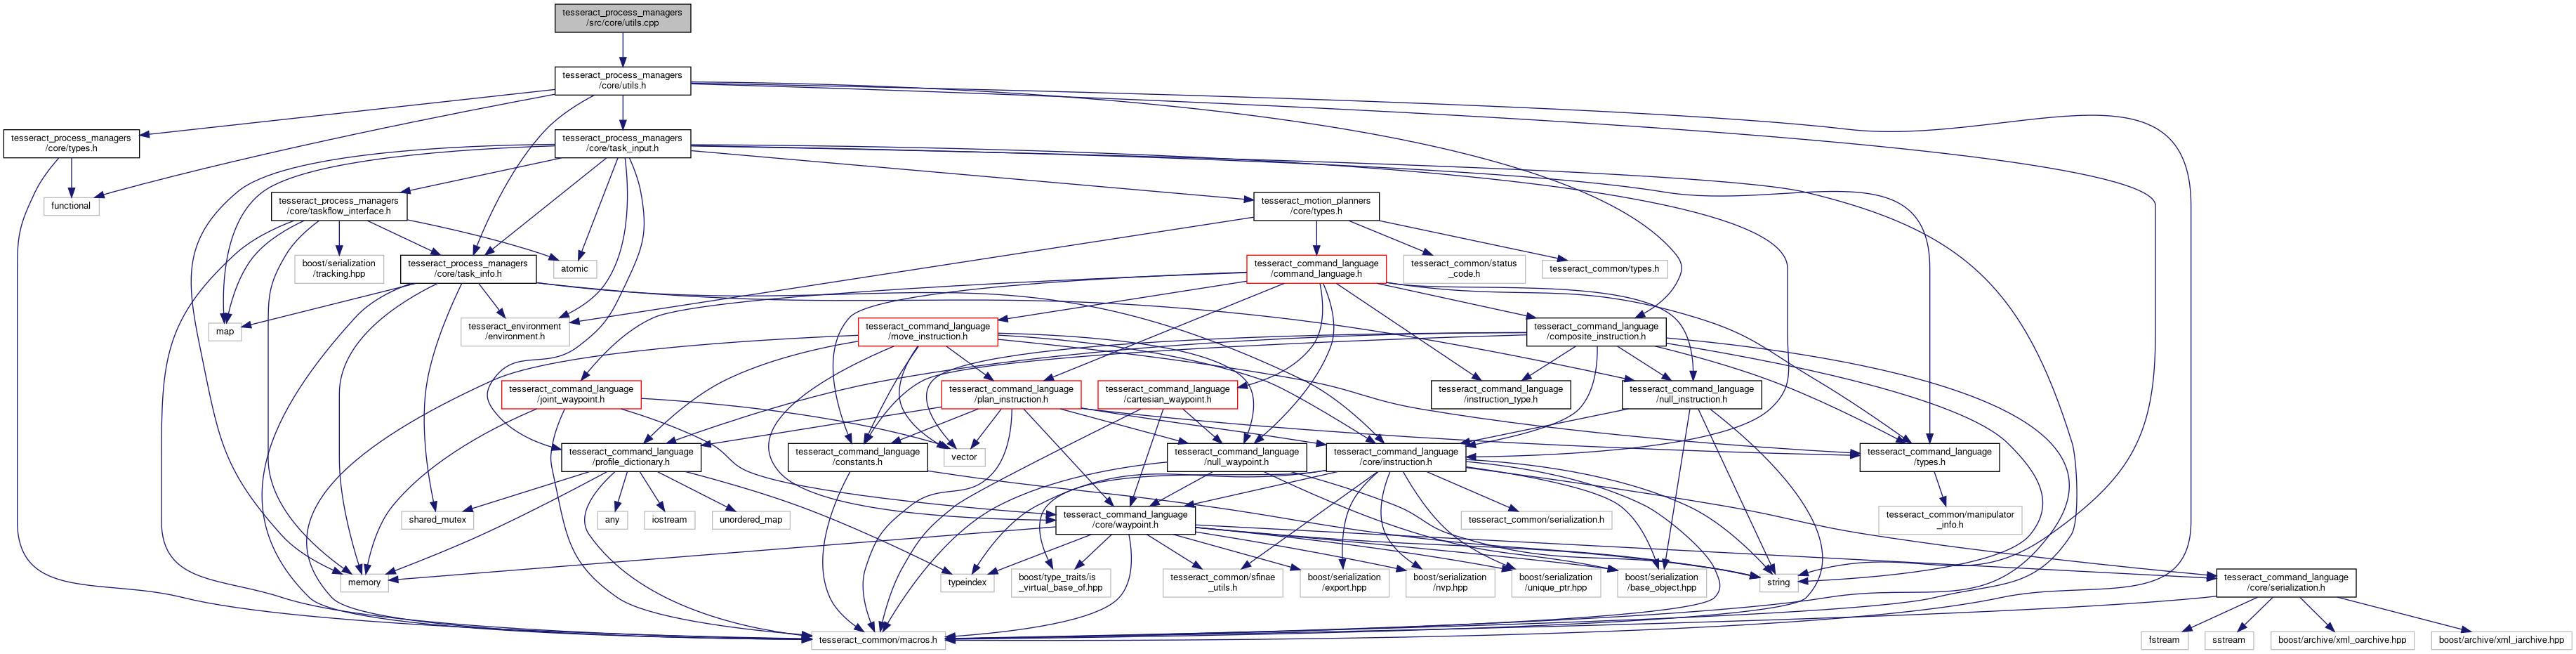 tesseract_process_managers
/src/core/utils.cpp
tesseract_process_managers
/core/utils.h
tesseract_process_managers
/core/types.h
tesseract_process_managers
/core/task_input.h
functional
tesseract_process_managers
/core/taskflow_interface.h
tesseract_motion_planners
/core/types.h
boost/serialization
/tracking.hpp
tesseract_process_managers
/core/task_info.h
atomic
tesseract_command_language
/command_language.h
tesseract_common/status
_code.h
tesseract_common/types.h
map
tesseract_environment
/environment.h
tesseract_command_language
/move_instruction.h
tesseract_command_language
/composite_instruction.h
tesseract_command_language
/joint_waypoint.h
tesseract_command_language
/plan_instruction.h
tesseract_command_language
/cartesian_waypoint.h
tesseract_command_language
/instruction_type.h
tesseract_command_language
/null_instruction.h
tesseract_command_language
/profile_dictionary.h
tesseract_command_language
/constants.h
vector
tesseract_command_language
/null_waypoint.h
tesseract_command_language
/core/instruction.h
tesseract_command_language
/types.h
shared_mutex
any
iostream
unordered_map
tesseract_command_language
/core/waypoint.h
tesseract_common/serialization.h
tesseract_common/manipulator
_info.h
memory
typeindex
boost/type_traits/is
_virtual_base_of.hpp
tesseract_common/sfinae
_utils.h
boost/serialization
/export.hpp
boost/serialization
/nvp.hpp
boost/serialization
/unique_ptr.hpp
boost/serialization
/base_object.hpp
string
tesseract_command_language
/core/serialization.h
tesseract_common/macros.h
fstream
sstream
boost/archive/xml_oarchive.hpp
boost/archive/xml_iarchive.hpp